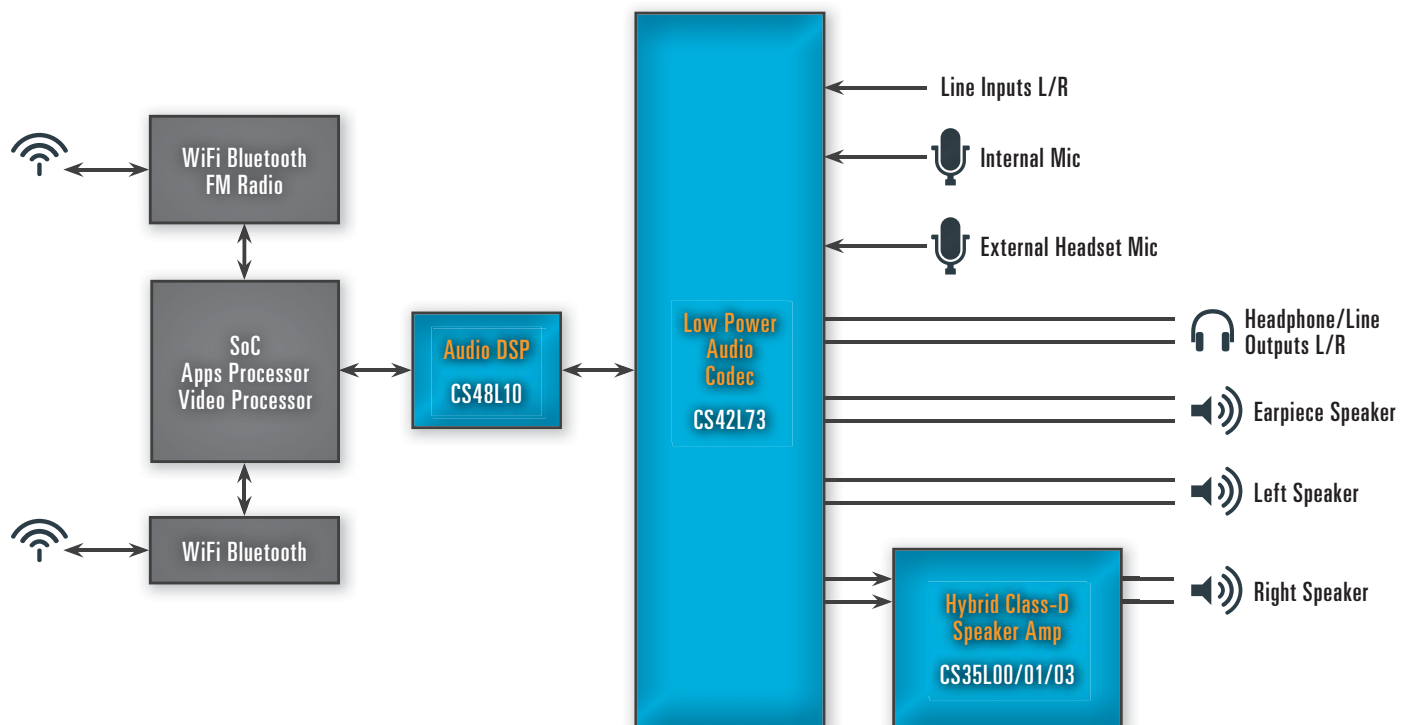 WiFi Bluetooth
FM Radio
SoC
Apps Processor
Video Processor
WiFi Bluetooth
Audio DSP
CS48L10
Low Power
Audio
Codec
CS42L73
Line Inputs L/R
Internal Mic
External Headset Mic
Headphone/Line
Outputs L/R
Earpiece Speaker
Left Speaker
Hybrid Class-D
Speaker Amp
CS35L00/01/03
Right Speaker